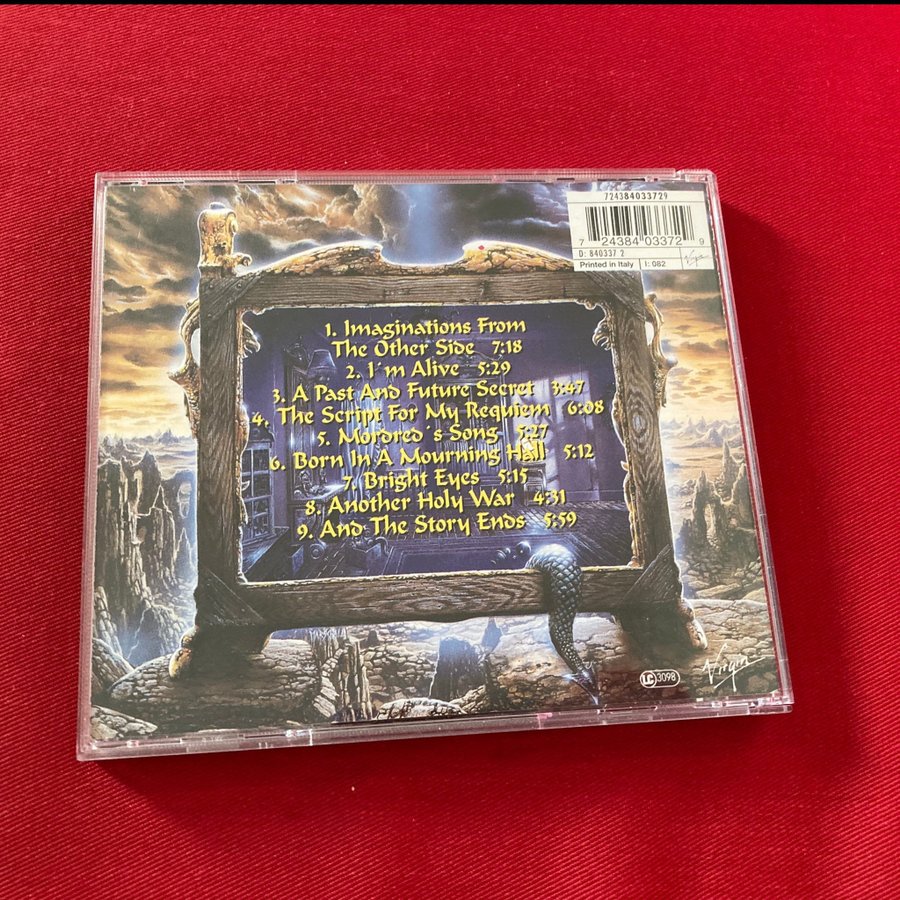 724384033729
7 24384 03372 9
D: 840337 2
Printed in Italy I: 082 Virgin
1. Imaginations From
The Other Side 7:18
2. I´m Alive 5:29
3. A Past And Future Secret 3:47
4. The Script For My Requiem 6:08
5. Mordred´s Song 5:27
6. Born In A Mourning Hall 5:12
7. Bright Eyes 5:15
8. Another Holy War 4:31
9. And The Story Ends 5:59
LC 3098 Virgin